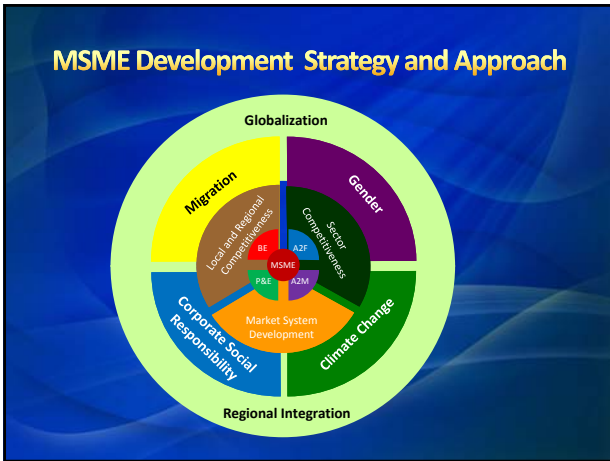 MSME Development Strategy and Approach
Globalization
Migration
Gender
Local and Regional
Competitiveness
Sector
Competitiveness
BE
A2F
MSME
P&E
A2M
Market System
Development
Corporate Social
Responsibility
Climate Change
Regional Integration